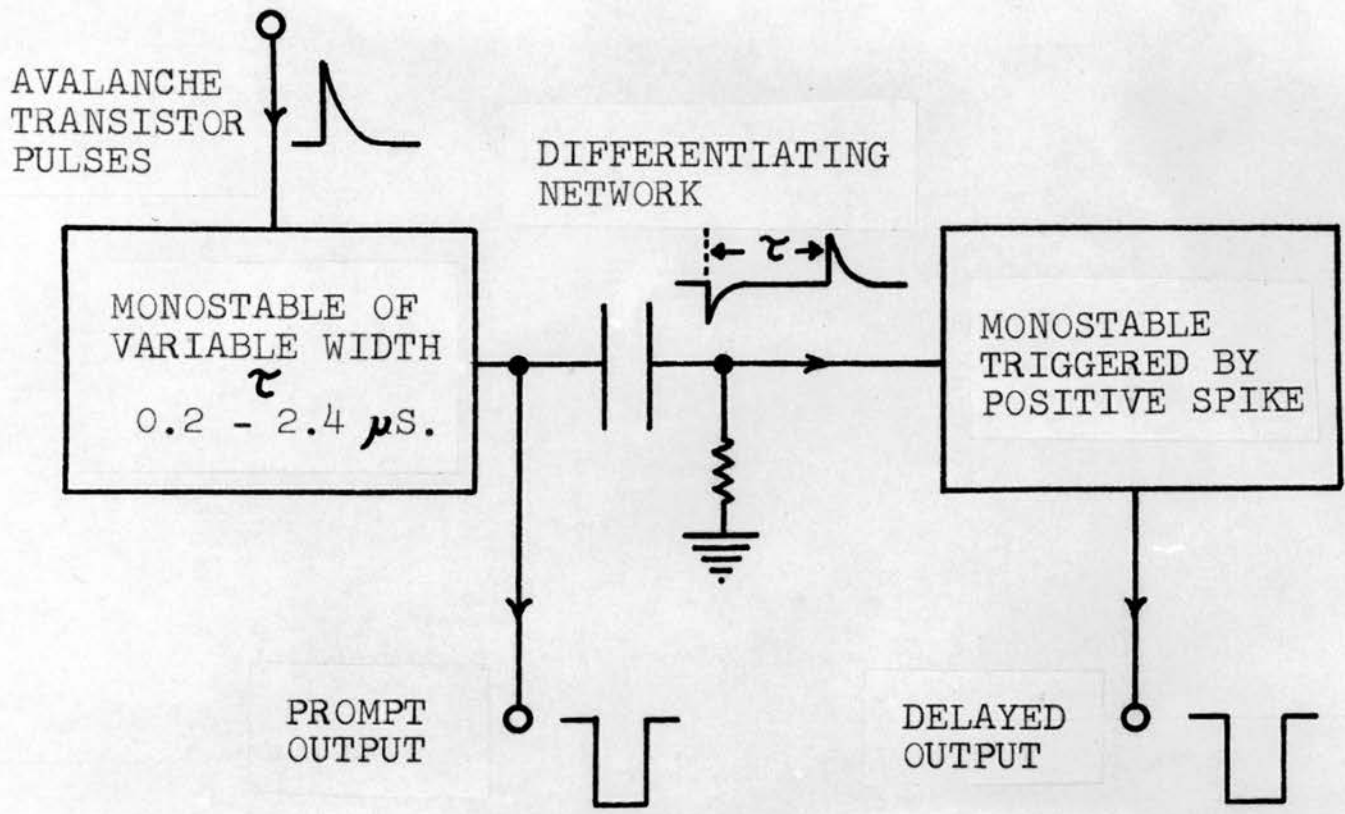 AVALANCHE
TRANSISTOR
PULSES
DIFFERENTIATING
NETWORK
τ
MONOSTABLE OF
VARIABLE WIDTH
τ
0.2 - 2.4 μS.
MONOSTABLE
TRIGGERED BY
POSITIVE SPIKE
PROMPT
OUTPUT
DELAYED
OUTPUT